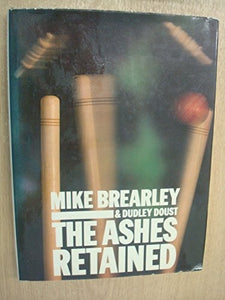 MIKE BREARLEY
& DUDLEY DOUST
THE ASHES
RETAINED